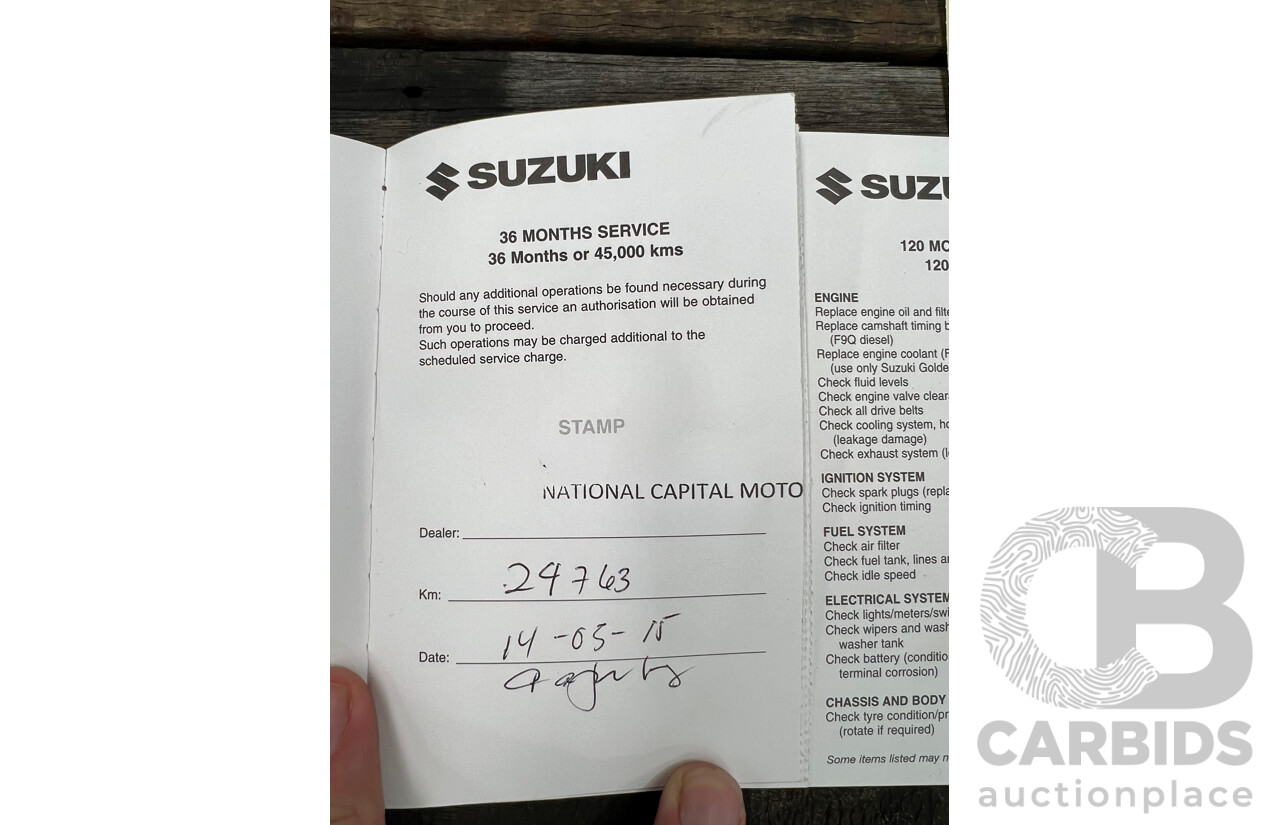 SUZUKI
36 MONTHS SERVICE
36 Months or 45,000 kms
Should any additional operations be found necessary during
the course of this service an authorisation will be obtained
from you to proceed.
Such operations may be charged additional to the
scheduled service charge.
STAMP
NATIONAL CAPITAL MOTO
Dealer:
Km: 24763
Date: 14-05-15
SUZU
120 MO
120
ENGINE
Replace engine oil and filte
Replace camshaft timing b
(F9Q diesel)
Replace engine coolant (F
(use only Suzuki Golde
Check fluid levels
Check engine valve clear
Check all drive belts
Check cooling system, ho
(leakage damage)
Check exhaust system (l
IGNITION SYSTEM
Check spark plugs (repla
Check ignition timing
FUEL SYSTEM
Check air filter
Check fuel tank, lines a
Check idle speed
ELECTRICAL SYSTEM
Check lights/meters/swi
Check wipers and wash
washer tank
Check battery (conditio
terminal corrosion)
CHASSIS AND BODY
Check tyre condition/pr
(rotate if required)
Some items listed may n
CB
CARBIDS
auctionplace